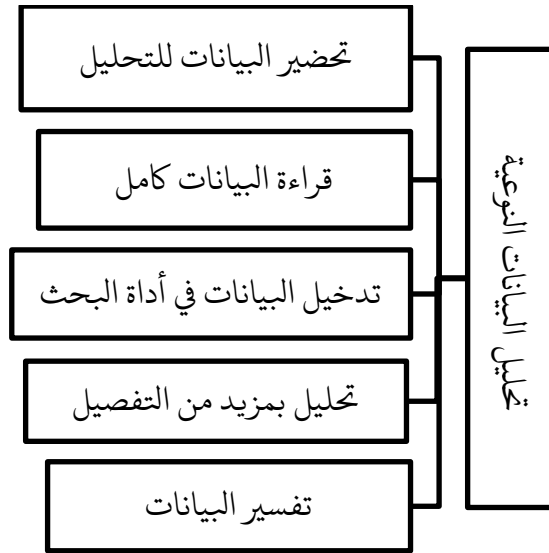 تحليل البيانات النوعية
تحضير البيانات للتحليل
قراءة البيانات كامل
تدخيل البيانات في أداة البحث
تحليل بمزيد من التفصيل
تفسير البيانات